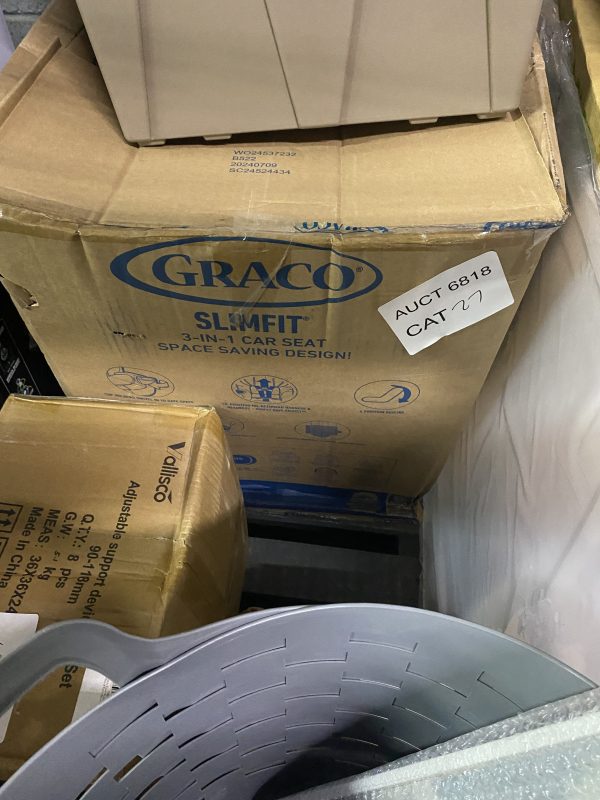 WO24537232
B522
20240709
SC24524434
GRACO®
SLIMFIT®
3-IN-1 CAR SEAT
SPACE SAVING DESIGN!
AUCT 6818
CAT 27
Vallisco
Adjustable support devi
90-118mm
Q.TY.: 8 pcs
G.W.: kg
MEAS: 36X36X2
Made In China
Set